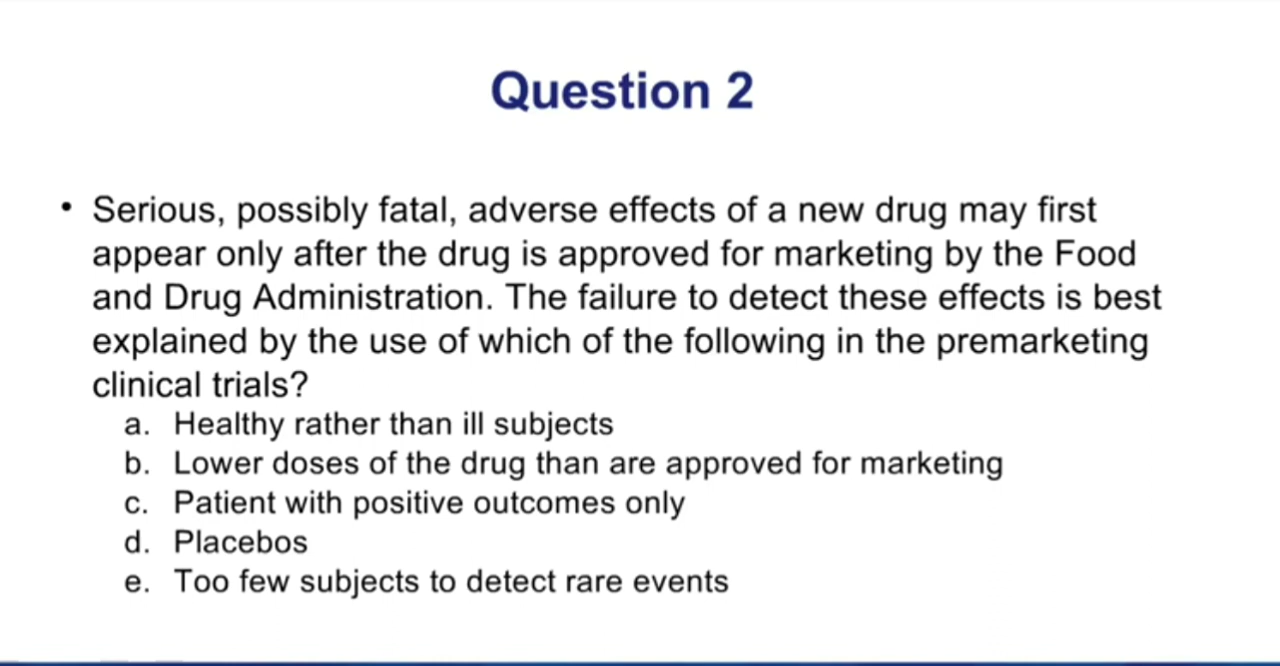 Question 2
• Serious, possibly fatal, adverse effects of a new drug may first
appear only after the drug is approved for marketing by the Food
and Drug Administration. The failure to detect these effects is best
explained by the use of which of the following in the premarketing
clinical trials?
a. Healthy rather than ill subjects
b. Lower doses of the drug than are approved for marketing
c. Patient with positive outcomes only
d. Placebos
e. Too few subjects to detect rare events